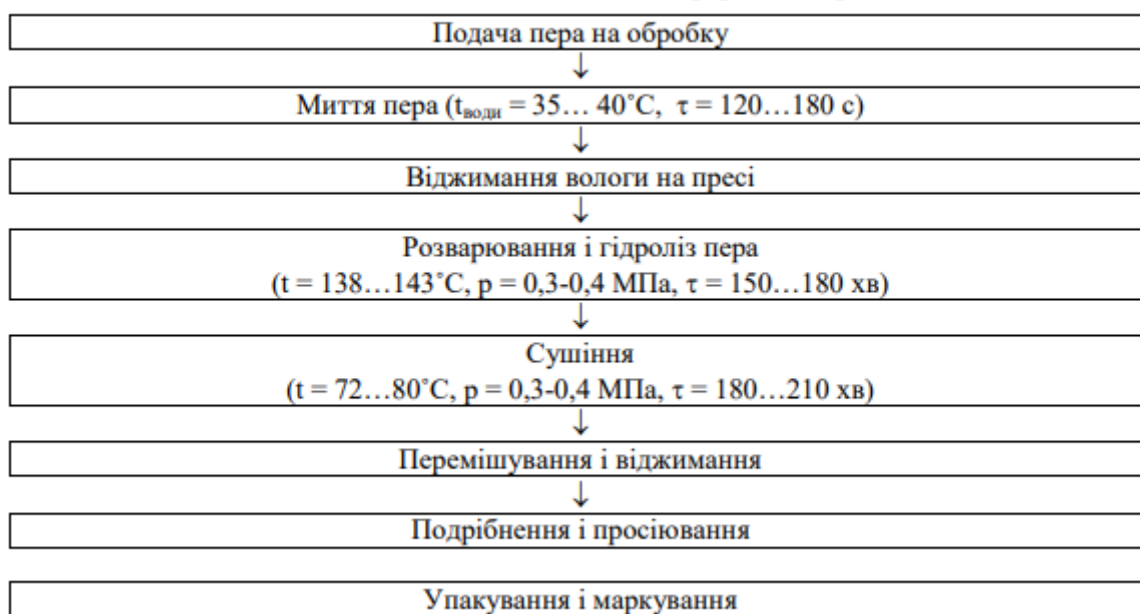 Подача пера на обробку
↓
Миття пера (tводи = 35… 40˚С, τ = 120…180 с)
↓
Віджимання вологи на пресі
↓
Розварювання і гідроліз пера
(t = 138…143˚С, р = 0,3-0,4 МПа, τ = 150…180 хв)
↓
Сушіння
(t = 72…80˚С, р = 0,3-0,4 МПа, τ = 180…210 хв)
↓
Перемішування і віджимання
↓
Подрібнення і просіювання
Упакування і маркування